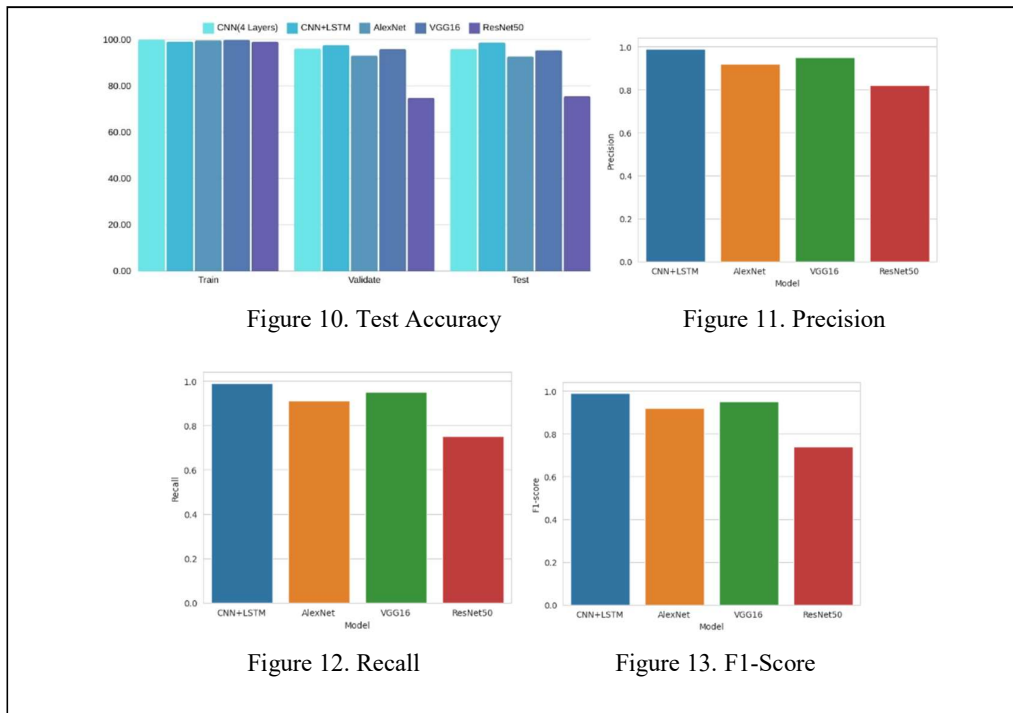 CNN(4 Layers) CNN+LSTM AlexNet VGG16 ResNet50
100.00
80.00
60.00
40.00
20.00
0.00
Train Validate Test
Figure 10. Test Accuracy
1.0
0.8
0.6
0.4
0.2
0.0
Precision
CNN+LSTM AlexNet VGG16 ResNet50
Model
Figure 11. Precision
1.0
0.8
0.6
0.4
0.2
0.0
Recall
CNN+LSTM AlexNet VGG16 ResNet50
Model
Figure 12. Recall
1.0
0.8
0.6
0.4
0.2
0.0
F1-score
CNN+LSTM AlexNet VGG16 ResNet50
Model
Figure 13. F1-Score